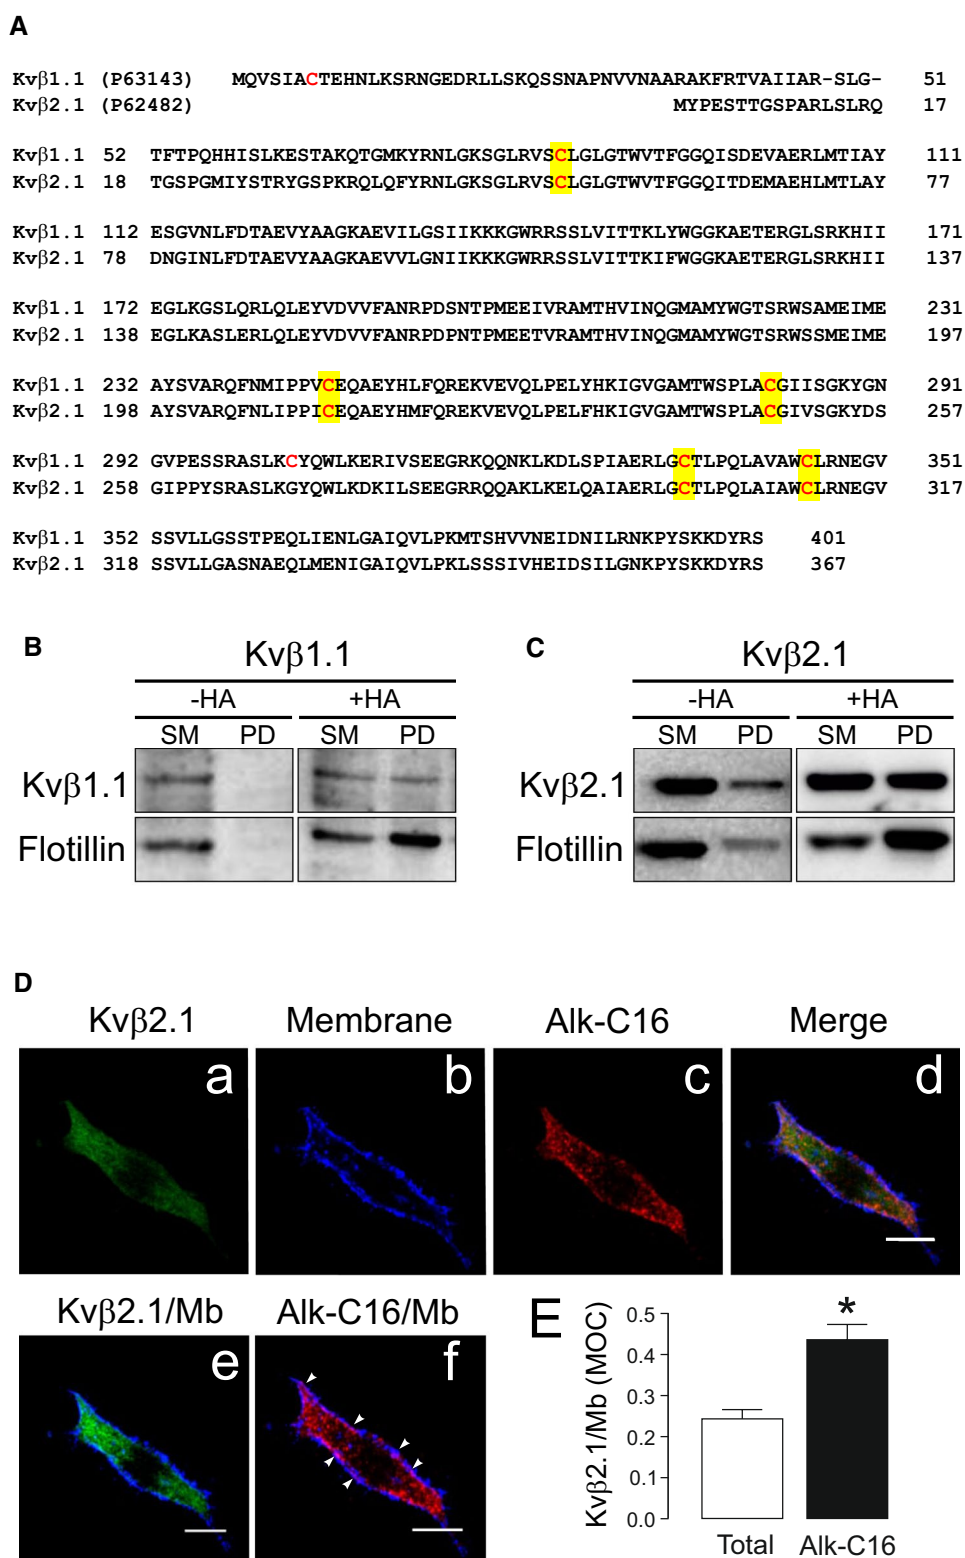 A
Kvβ1.1 (P63143) MQVSIACTEHNLKSRNGEDRLLSKQSSNAPNVVNAARAKFRTVAIIAR-SLG- 51
Kvβ2.1 (P62482) MYPESTTGSPARLSLRQ 17
Kvβ1.1 52 TFTPQHHISLKESTAKQTGMKYRNLGKSGLRVSCLGLGTWVTFGGQISDEVAERLMTIAY 111
Kvβ2.1 18 TGSPGMIYSTRYGSPKRQLQFYRNLGKSGLRVSCLGLGTWVTFGGQITDEMAEHLMTLAY 77
Kvβ1.1 112 ESGVNLFDTAEVYAAGKAEVILGSIIKKKGWRRSSLVITTKLYWGGKAETERGLSRKHII 171
Kvβ2.1 78 DNGINLFDTAEVYAAGKAEVVLGNIIKKKGWRRSSLVITTKIFWGGKAETERGLSRKHII 137
Kvβ1.1 172 EGLKGSLQRLQLEYVDVVFANRPDSNTPMEEIVRAMTHVINQGMAMYWGTSRWSAMEIME 231
Kvβ2.1 138 EGLKASLERLQLEYVDVVFANRPDPNTPMEETVRAMTHVINQGMAMYWGTSRWSSMEIME 197
Kvβ1.1 232 AYSVARQFNMIPPVCEQAEYHLFQREKVEVQLPELYHKIGVGAMTWSPLACGIISGKYGN 291
Kvβ2.1 198 AYSVARQFNLIPPICEQAEYHMFQREKVEVQLPELFHKIGVGAMTWSPLACGIVSGKYDS 257
Kvβ1.1 292 GVPESSRASLKCYQWLKERIVSEEGRKQQNKLKDLSPIAERLGCTLPQLAVAWCLRNEGV 351
Kvβ2.1 258 GIPPYSRASLKGYQWLKDKILSEEGRRQQAKLKELQAIAERLGCTLPQLAIAWCLRNEGV 317
Kvβ1.1 352 SSVLLGSSTPEQLIENLGAIQVLPKMTSHVVNEIDNILRNKPYSKKDYRS 401
Kvβ2.1 318 SSVLLGASNAEQLMENIGAIQVLPKLSSSIVHEIDSILGNKPYSKKDYRS 367
B
Kvβ1.1
-HA +HA
SM PD SM PD
Kvβ1.1
Flotillin
C
Kvβ2.1
-HA +HA
SM PD SM PD
Kvβ2.1
Flotillin
D
Kvβ2.1 Membrane Alk-C16 Merge
a b c d
Kvβ2.1/Mb Alk-C16/Mb
e f
E
Kvβ2.1/Mb (MOC)
0.5
0.4
0.3
0.2
0.1
0.0
*
Total Alk-C16